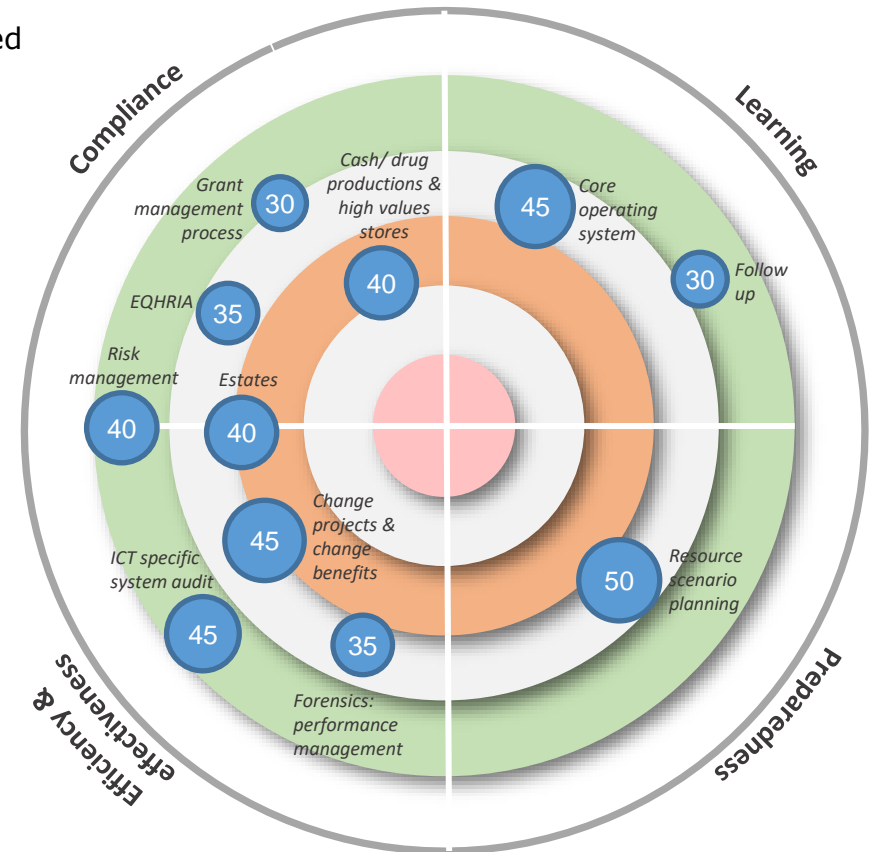 ed
Compliance
Learning
Cash/ drug
productions &
high values
stores
40
Grant
management
process
30
45
Core
operating
system
30
Follow
up
EQHRIA
35
Risk
management
40
Estates
40
Change
projects &
change
benefits
45
ICT specific
system audit
45
35
Forensics:
performance
management
50
Resource
scenario
planning
Efficiency &
effectiveness
Preparedness